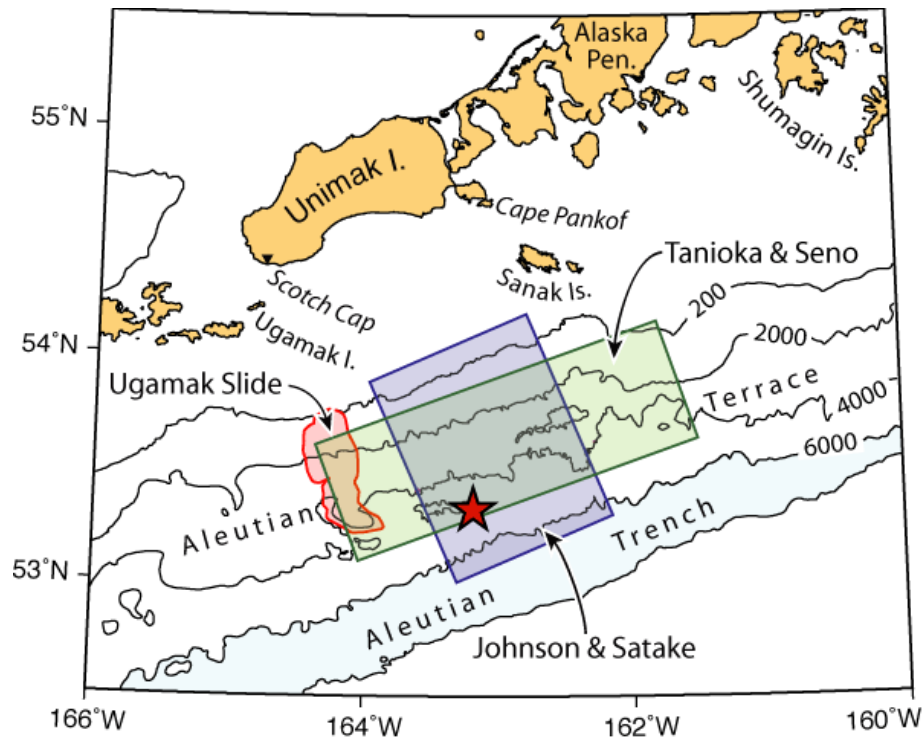 Alaska
Pen.
Shumagin Is.
55°N
Unimak I.
Cape Pankof
Tanioka & Seno
Sanak Is.
Scotch Cap
200
Ugamak I.
54°N
2000
Ugamak Slide
Terrace
4000
6000
Aleutian
Trench
53°N
Aleutian
Johnson & Satake
166°W
164°W
162°W
160°W